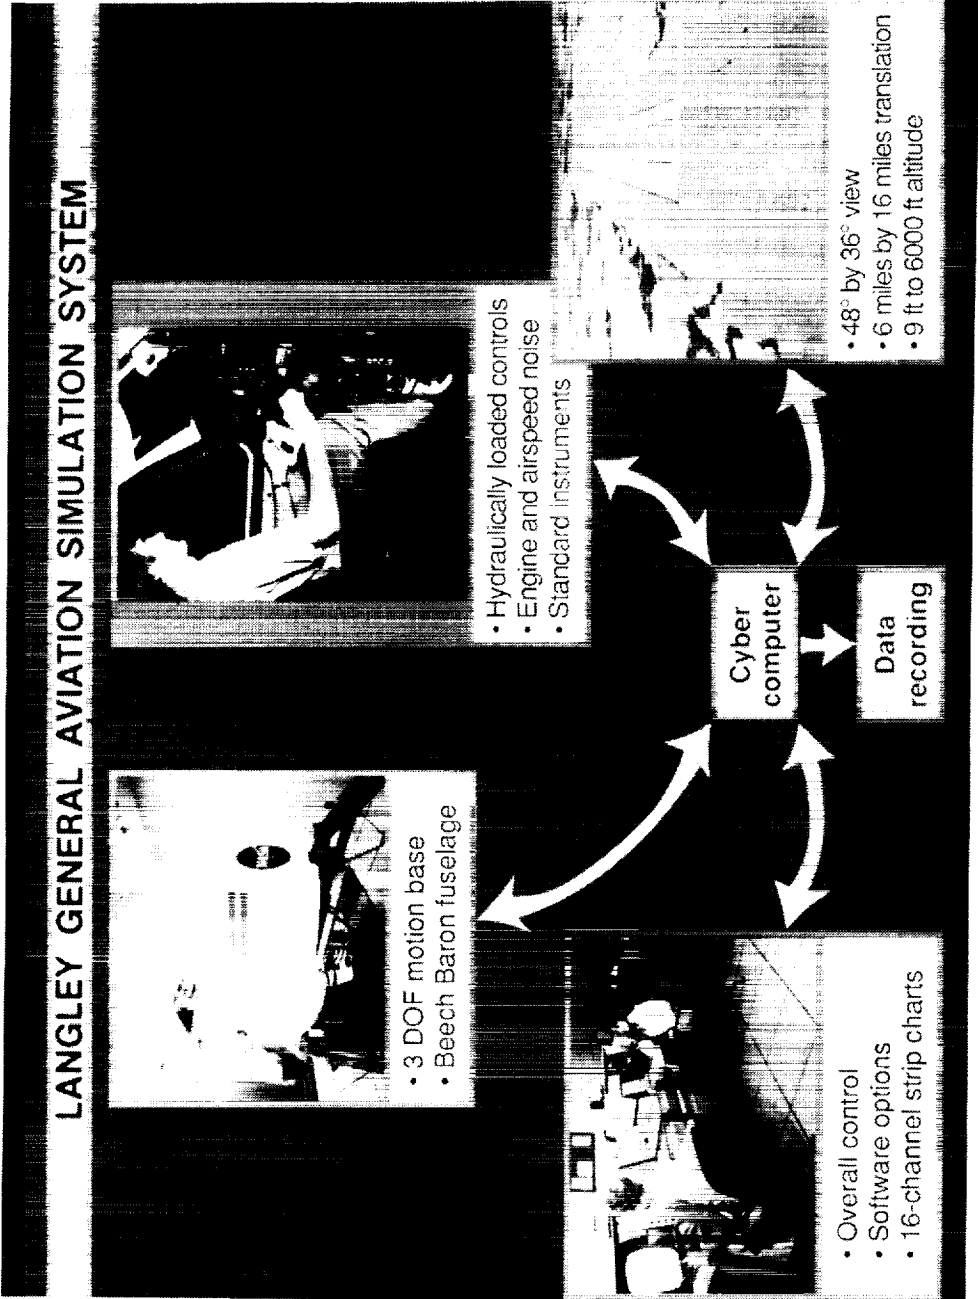 LANGLEY GENERAL AVIATION SIMULATION SYSTEM
• 3 DOF motion base
• Beech Baron fuselage
• Hydraulically loaded controls
• Engine and airspeed noise
• Standard instruments
• Overall control
• Software options
• 16-channel strip charts
Cyber
computer
Data
recording
• 48° by 36° view
• 6 miles by 16 miles translation
• 9 ft to 6000 ft altitude